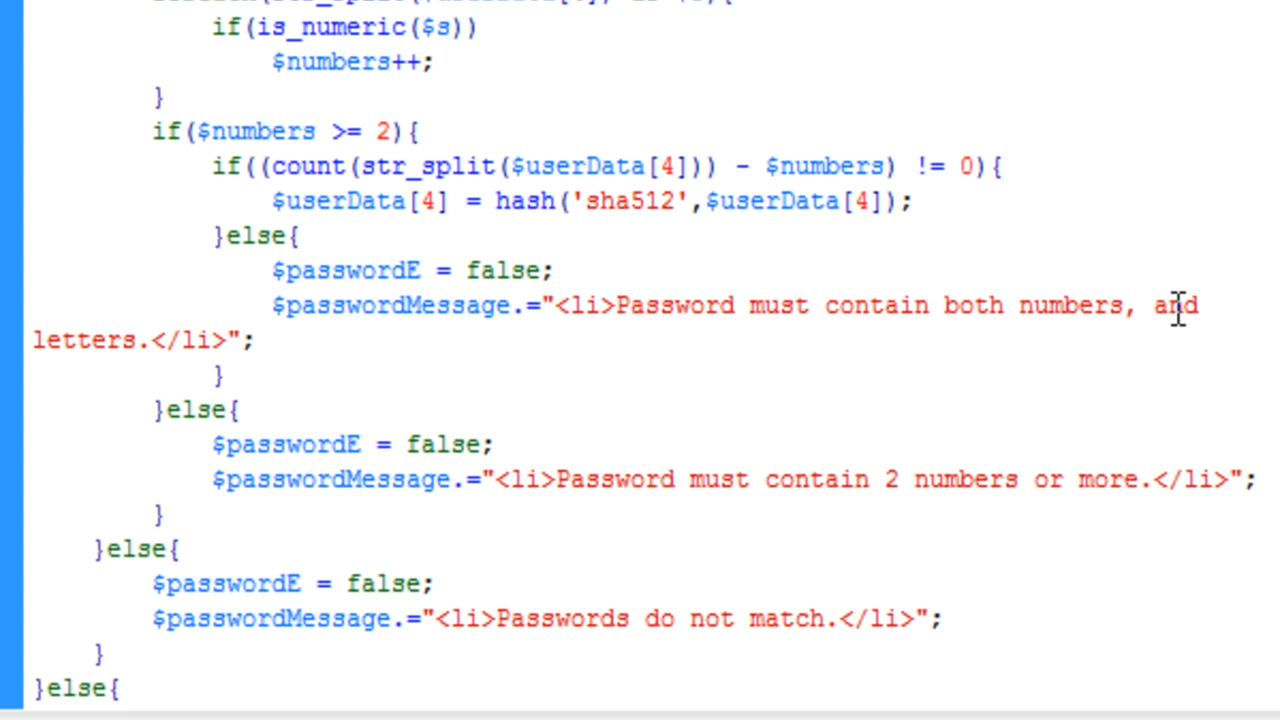 if(is_numeric($s))
$numbers++;
}
if($numbers >= 2){
if((count(str_split($userData[4])) - $numbers) != 0){
$userData[4] = hash('sha512',$userData[4]);
}else{
$passwordE = false;
$passwordMessage.="<li>Password must contain both numbers, and
letters.</li>";
}
}else{
$passwordE = false;
$passwordMessage.="<li>Password must contain 2 numbers or more.</li>";
}
}else{
$passwordE = false;
$passwordMessage.="<li>Passwords do not match.</li>";
}
}else{